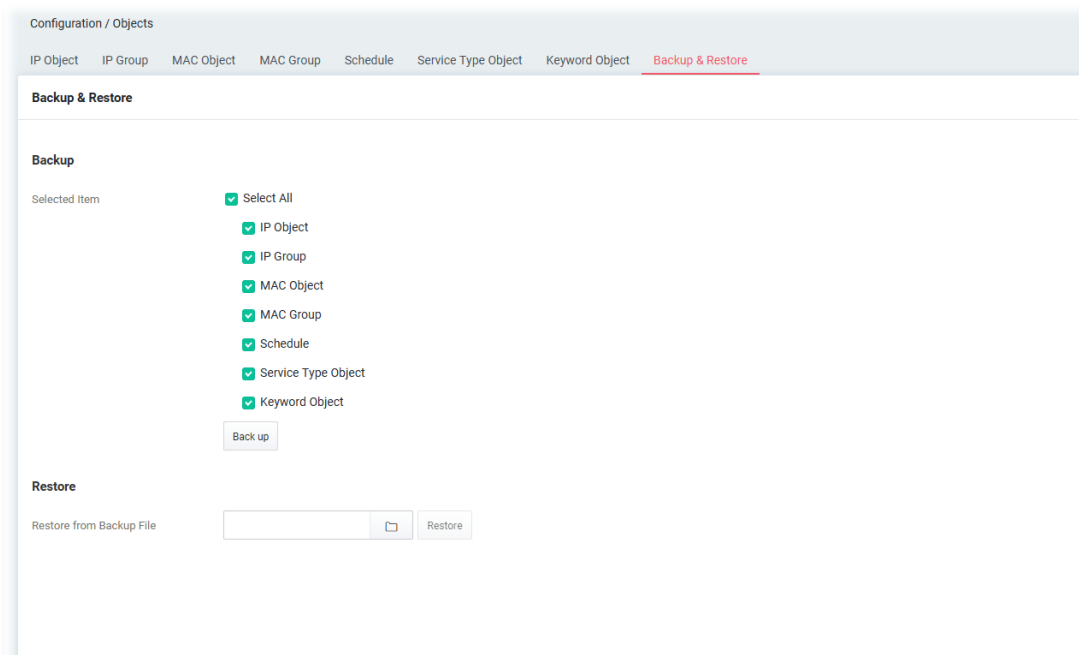 Configuration / Objects
IP Object IP Group MAC Object MAC Group Schedule Service Type Object Keyword Object Backup & Restore
Backup & Restore
Backup
Selected Item Select All
IP Object
IP Group
MAC Object
MAC Group
Schedule
Service Type Object
Keyword Object
Back up
Restore
Restore from Backup File Restore